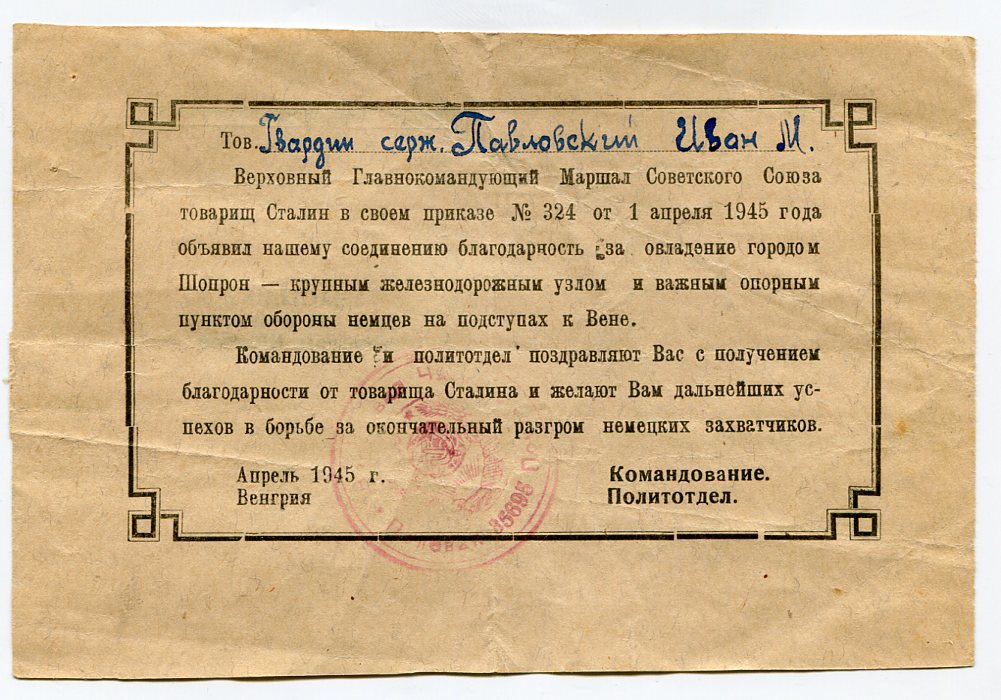 Тов. Гвардии серж. Павловский Иван М.
Верховный Главнокомандующий Маршал Советского Союза
товарищ Сталин в своем приказе № 324 от 1 апреля 1945 года
объявил нашему соединению благодарность за овладение городом
Шопрон — крупным железнодорожным узлом и важным опорным
пунктом обороны немцев на подступах к Вене.
Командование и политотдел поздравляют Вас с получением
благодарности от товарища Сталина и желают Вам дальнейших ус-
пехов в борьбе за окончательный разгром немецких захватчиков.
Апрель 1945 г.
Венгрия
Командование.
Политотдел.
35695